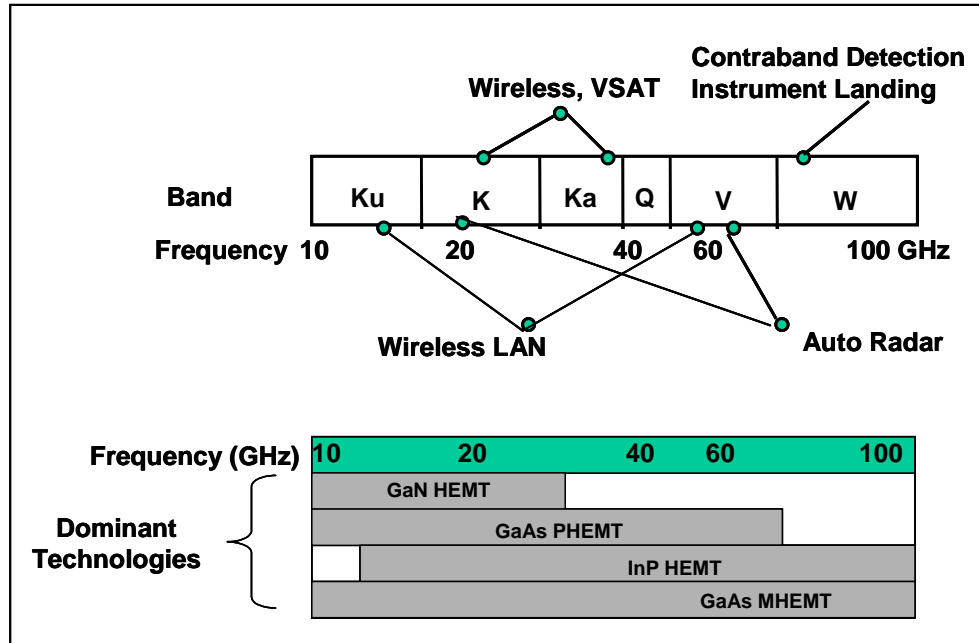 Contraband Detection
Wireless, VSAT Instrument Landing
Band Ku K Ka Q V W
Frequency 10 20 40 60 100 GHz
Wireless LAN Auto Radar
Frequency (GHz) 10 20 40 60 100
GaN HEMT
Dominant
Technologies
GaAs PHEMT
InP HEMT
GaAs MHEMT